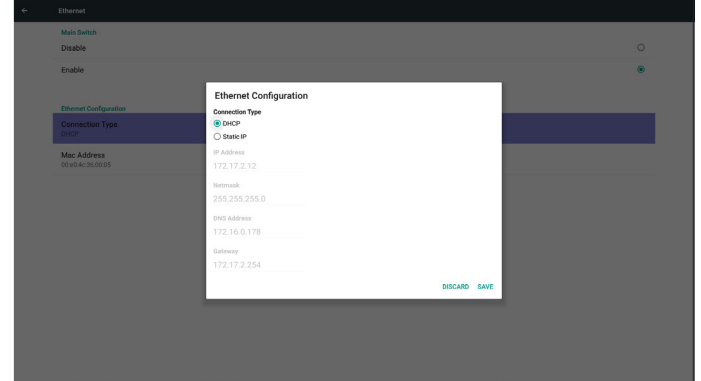 Ethernet
Main Switch
Disable
Enable
Ethernet Configuration
Connection Type
DHCP
Mac Address
00:e0:4c:36:00:05
Ethernet Configuration
Connection Type
DHCP
Static IP
IP Address
172.17.2.12
Netmask
255.255.255.0
DNS Address
172.16.0.178
Gateway
172.17.2.254
DISCARD SAVE